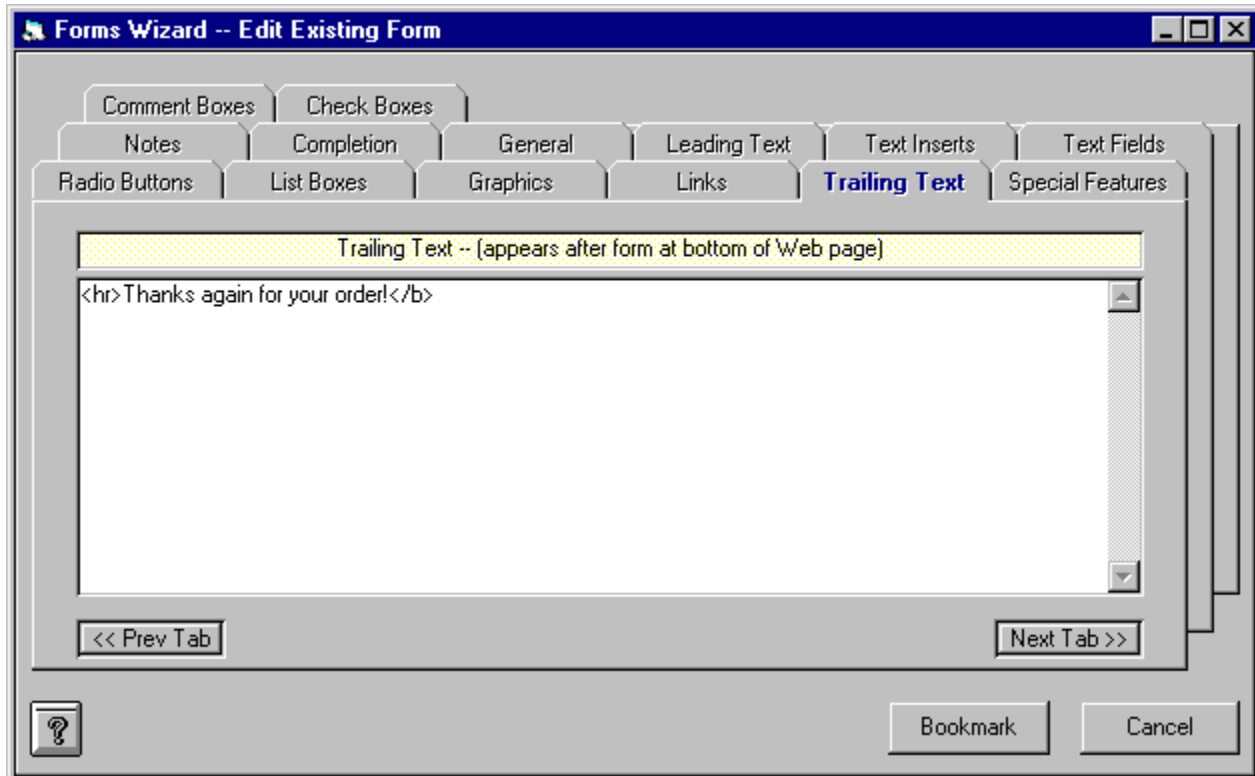 Forms Wizard -- Edit Existing Form
Comment Boxes Check Boxes
Notes Completion General Leading Text Text Inserts Text Fields
Radio Buttons List Boxes Graphics Links Trailing Text Special Features
Trailing Text -- (appears after form at bottom of Web page)
<hr>Thanks again for your order!</b>
<< Prev Tab Next Tab >>
? Bookmark Cancel